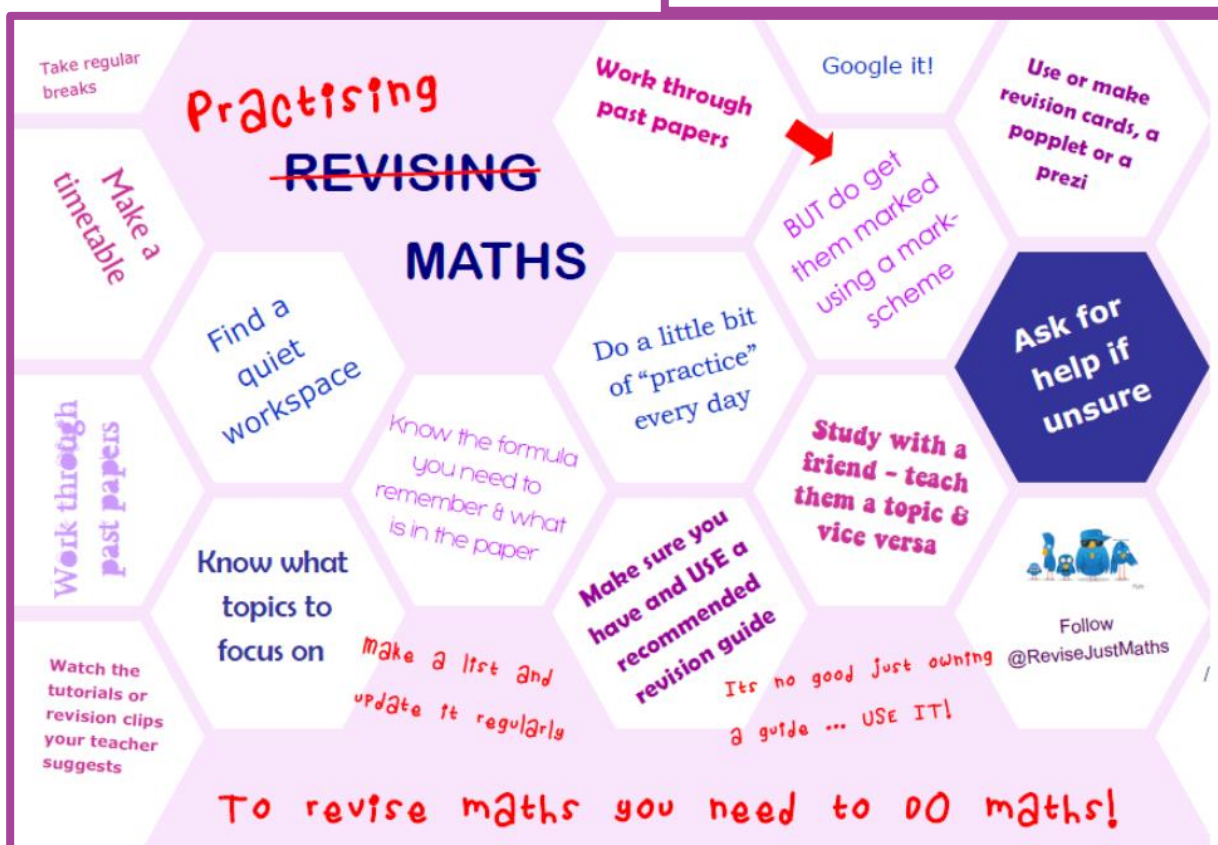 Take regular
breaks
Practising
REVISING
MATHS
Work through
past papers
Google it!
Use or make
revision cards, a
popplet or a
prezi
Make a
timetable
BUT do get
them marked
using a mark-
scheme
Find a
quiet
workspace
Do a little bit
of “practice”
every day
Ask for
help if
unsure
Work through
past papers
Know the formula
you need to
remember & what
is in the paper
Study with a
friend - teach
them a topic &
vice versa
Know what
topics to
focus on
Make sure you
have and USE a
recommended
revision guide
Follow
@ReviseJustMaths
Watch the
tutorials or
revision clips
your teacher
suggests
make a list and
update it regularly
Its no good just owning
a guide ... USE IT!
To revise maths you need to DO maths!